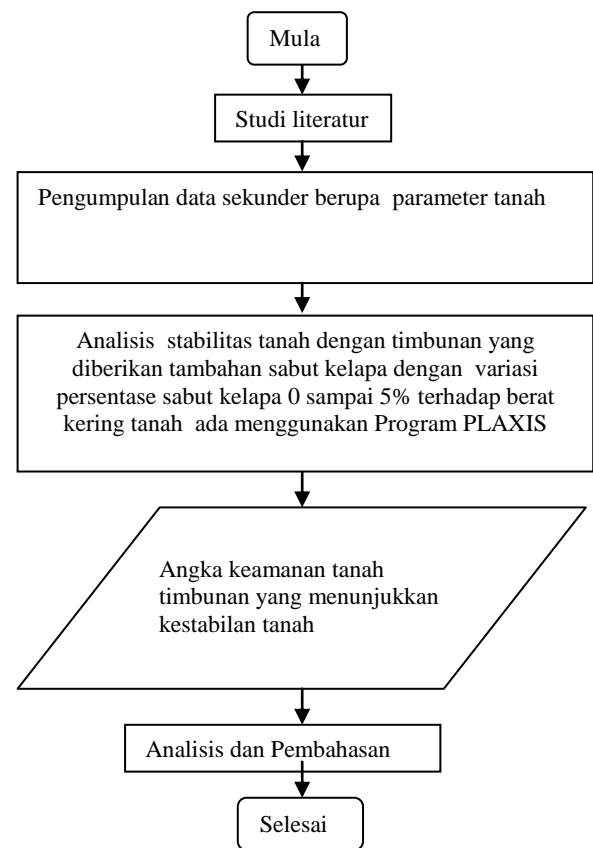 Mula
Studi literatur
Pengumpulan data sekunder berupa parameter tanah
Analisis stabilitas tanah dengan timbunan yang
diberikan tambahan sabut kelapa dengan variasi
persentase sabut kelapa 0 sampai 5% terhadap berat
kering tanah ada menggunakan Program PLAXIS
Angka keamanan tanah
timbunan yang menunjukkan
kestabilan tanah
Analisis dan Pembahasan
Selesai